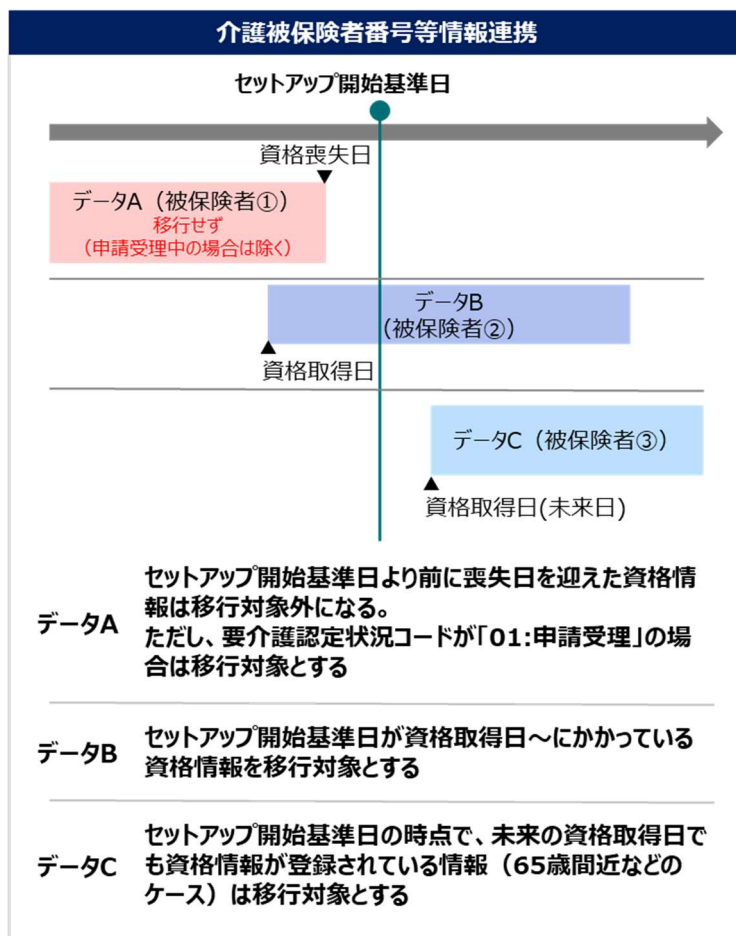 介護被保険者番号等情報連携
セットアップ開始基準日
資格喪失日
データA（被保険者①）
移行せず
（申請受理中の場合は除く）
データB
（被保険者②）
資格取得日
データC（被保険者③）
資格取得日(未来日)
データA
セットアップ開始基準日より前に喪失日を迎えた資格情
報は移行対象外になる。
ただし、要介護認定状況コードが「01:申請受理」の場
合は移行対象とする
データB
セットアップ開始基準日が資格取得日～にかかっている
資格情報を移行対象とする
データC
セットアップ開始基準日の時点で、未来の資格取得日で
も資格情報が登録されている情報（65歳間近などの
ケース）は移行対象とする